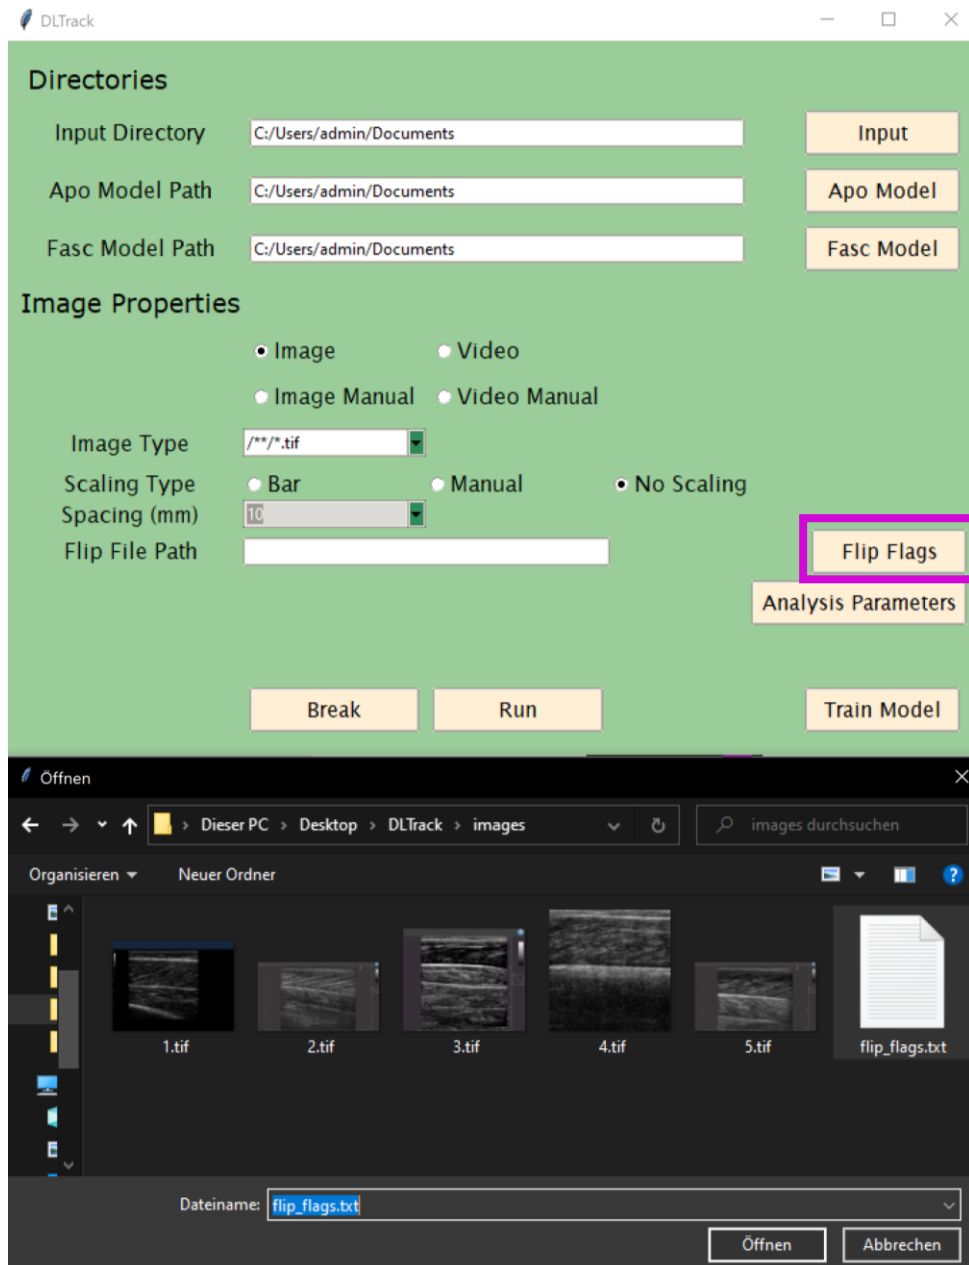 DLTrack
Directories
Input Directory C:/Users/admin/Documents Input
Apo Model Path C:/Users/admin/Documents Apo Model
Fasc Model Path C:/Users/admin/Documents Fasc Model
Image Properties
Image Video
Image Manual Video Manual
Image Type /**/*.tif
Scaling Type Bar Manual No Scaling
Spacing (mm) 10
Flip File Path Flip Flags
Analysis Parameters
Break Run Train Model
Öffnen
Dieser PC > Desktop > DLTrack > images images durchsuchen
Organisieren Neuer Ordner ?
1.tif 2.tif 3.tif 4.tif 5.tif flip_flags.txt
Dateiname: flip_flags.txt
Öffnen Abbrechen